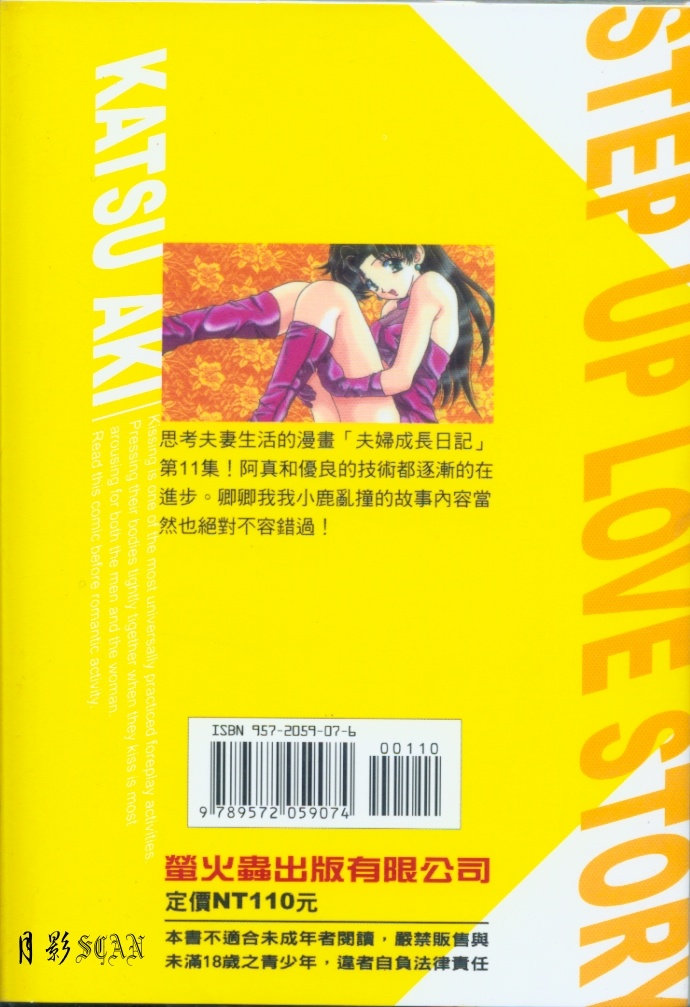 STEP UP LOVE STORY
KATSU AKI
Kissing is one of the most universally practiced foreplay activities
Pressing their bodies tightly tigether when they kiss is most
arousing for both the men and the woman.
Read this comic before romantic activity.
思考夫妻生活的漫畫「夫婦成長日記」
第11集！阿真和優良的技術都逐漸的在
進步。卿卿我我小鹿亂撞的故事內容當
然也絕對不容錯過！
ISBN 957-2059-07-6
00110
9 789572 059074
螢火蟲出版有限公司
定價NT110元
本書不適合未成年者閱讀，嚴禁販售與
未滿18歲之青少年，違者自負法律責任
月影SCAN